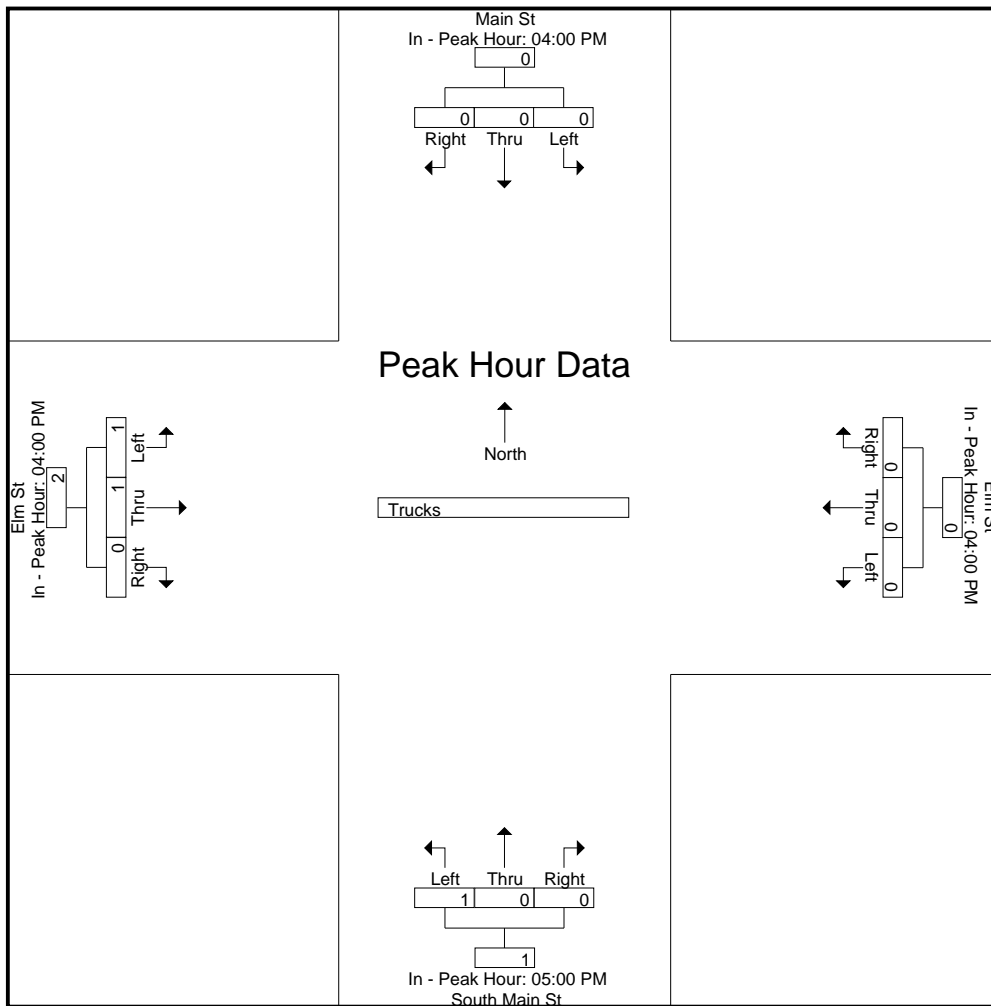 Main St
In - Peak Hour: 04:00 PM
0
0 0 0
Right Thru Left
Peak Hour Data
North
Trucks
Elm St
In - Peak Hour: 04:00 PM
2
1 1 0
Left Thru Right
Elm St
In - Peak Hour: 04:00 PM
0
0 0 0
Right Thru Left
Left Thru Right
1 0 0
1
In - Peak Hour: 05:00 PM
South Main St